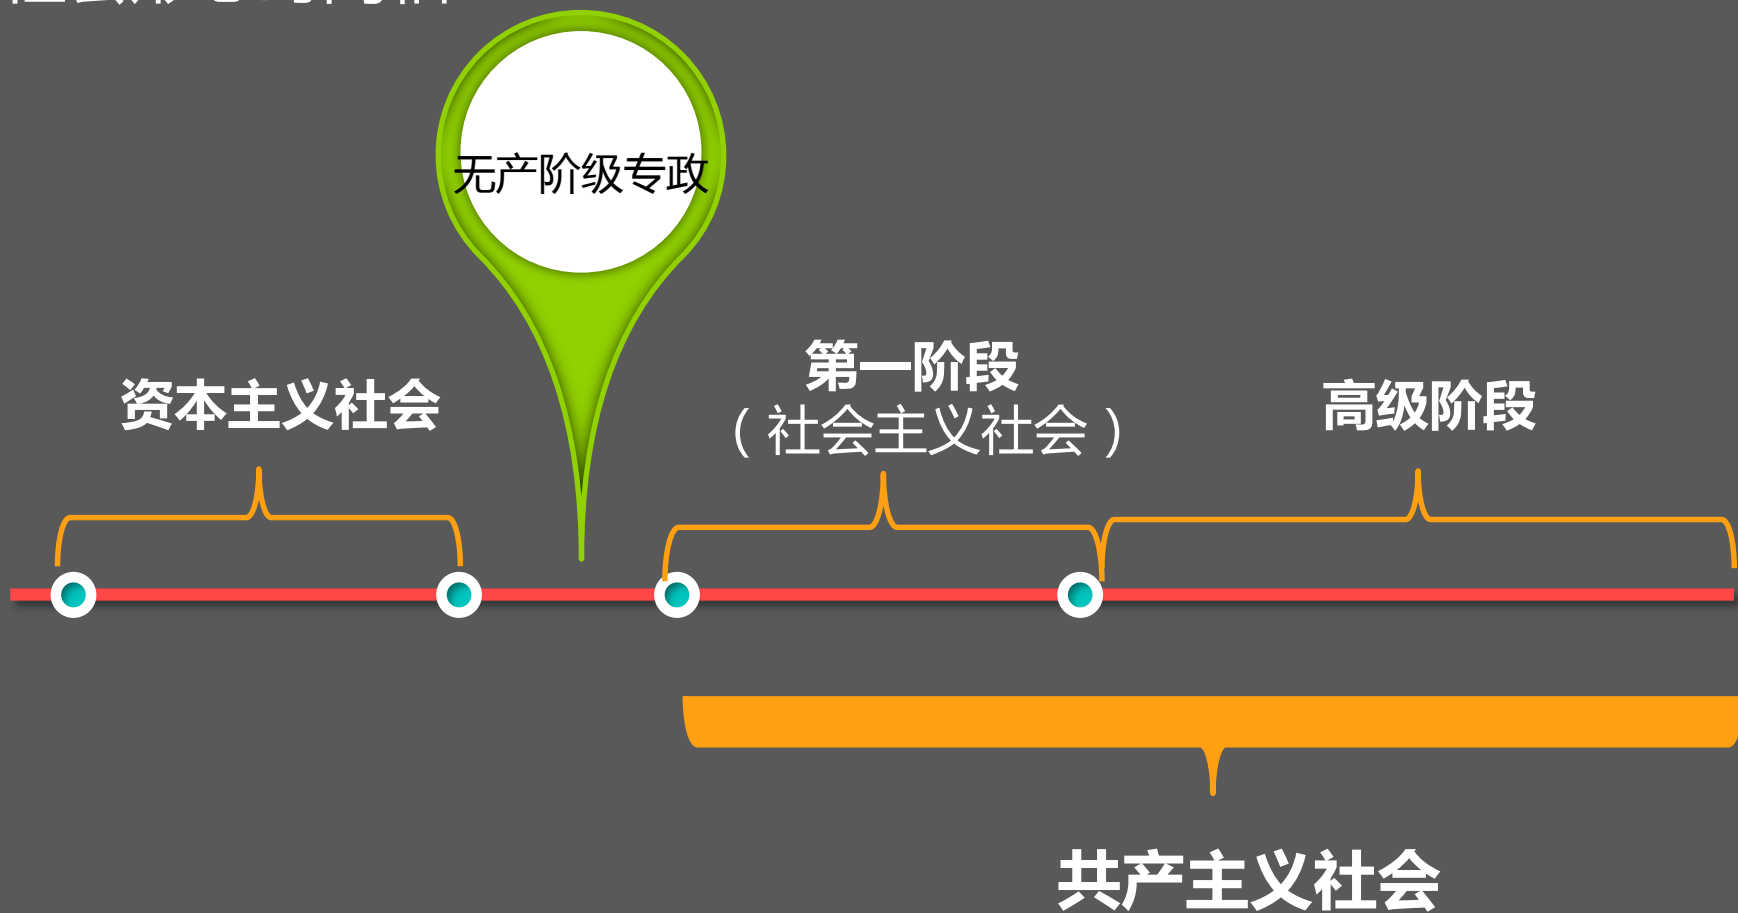 无产阶级专政
第一阶段
资本主义社会
（社会主义社会）
高级阶段
共产主义社会